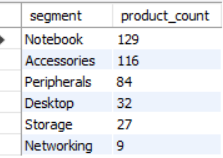 segment product_count
Notebook 129
Accessories 116
Peripherals 84
Desktop 32
Storage 27
Networking 9